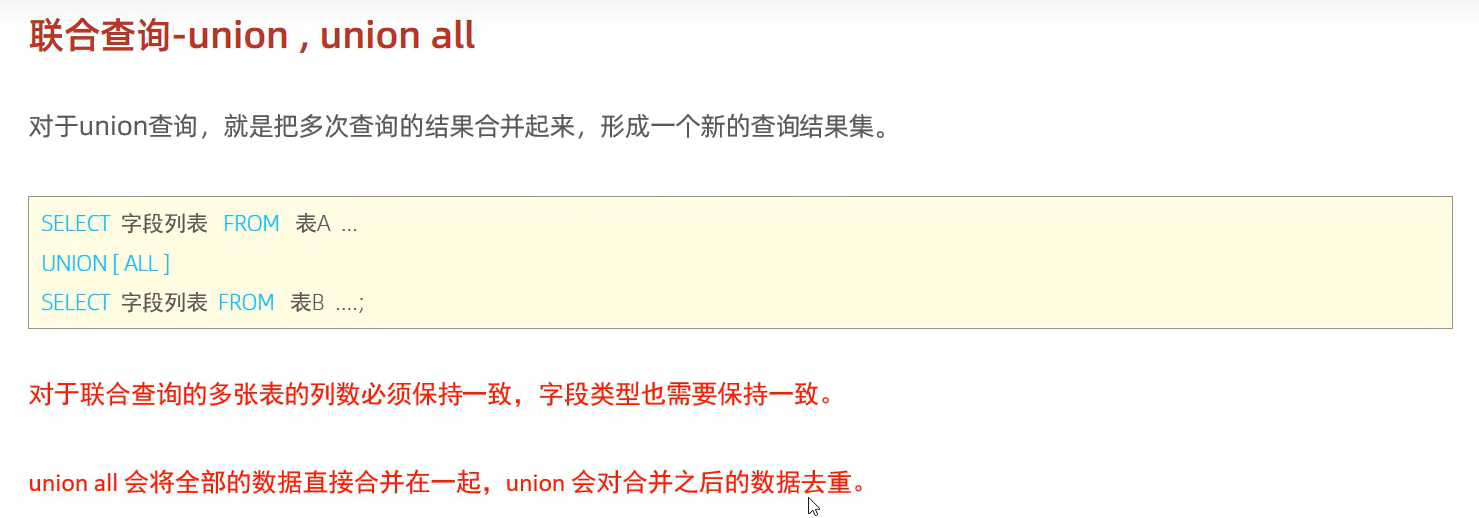 联合查询-union , union all
对于union查询，就是把多次查询的结果合并起来，形成一个新的查询结果集。
SELECT 字段列表 FROM 表A ...
UNION [ ALL ]
SELECT 字段列表 FROM 表B ....;
对于联合查询的多张表的列数必须保持一致，字段类型也需要保持一致。
union all 会将全部的数据直接合并在一起，union 会对合并之后的数据去重。